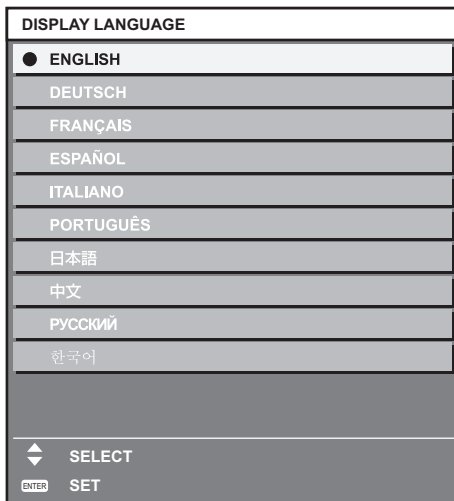 DISPLAY LANGUAGE
ENGLISH
DEUTSCH
FRANÇAIS
ESPAÑOL
ITALIANO
PORTUGUÊS
日本語
中文
РУССКИЙ
한국어
SELECT
ENTER SET